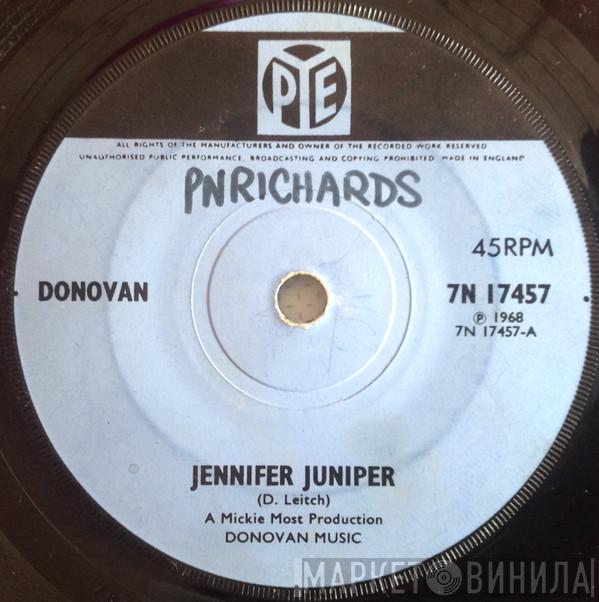 PYE
ALL RIGHTS OF THE MANUFACTURERS AND OWNER OF THE RECORDED WORK RESERVED
UNAUTHORISED PUBLIC PERFORMANCE, BROADCASTING AND COPYING PROHIBITED MADE IN ENGLAND
PNRICHARDS
45RPM
DONOVAN
7N 17457
℗ 1968
7N 17457-A
JENNIFER JUNIPER
(D. Leitch)
A Mickie Most Production
DONOVAN MUSIC
МАРКЕТ ВИНИЛА